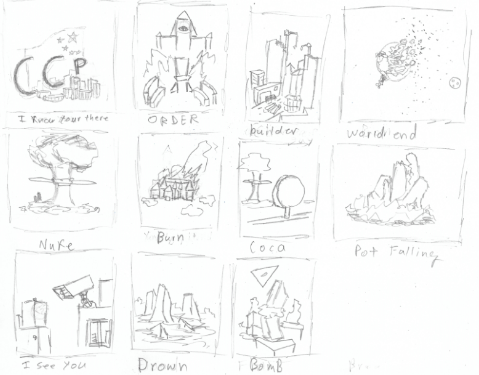 CCP
I know your there
ORDER
builder
World end
Nuke
Burn
Coca
Pot Falling
I see you
Drown
BomB